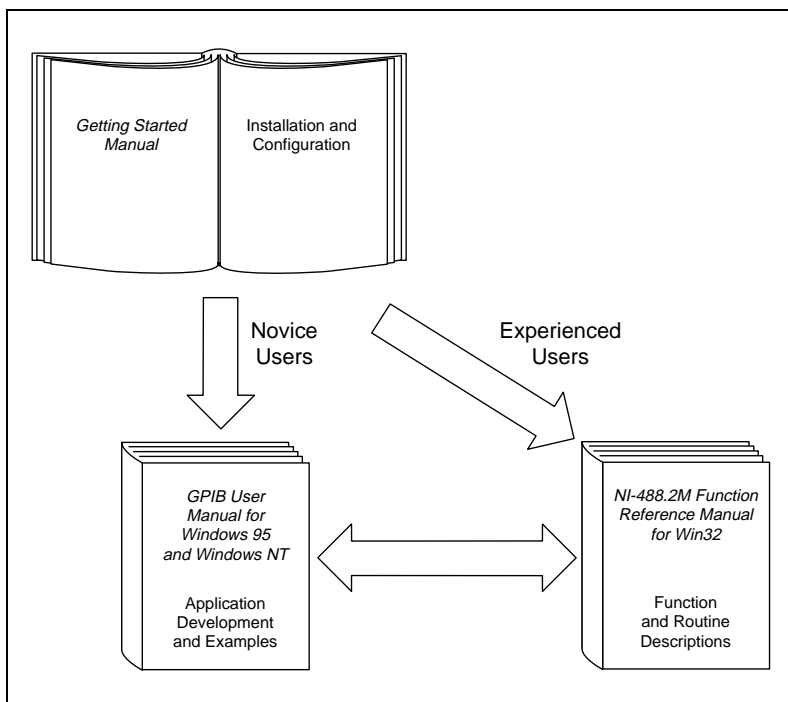 Getting Started
Manual
Installation and
Configuration
Novice
Users
Experienced
Users
GPIB User
Manual for
Windows 95
and Windows NT
Application
Development
and Examples
NI-488.2M Function
Reference Manual
for Win32
Function
and Routine
Descriptions